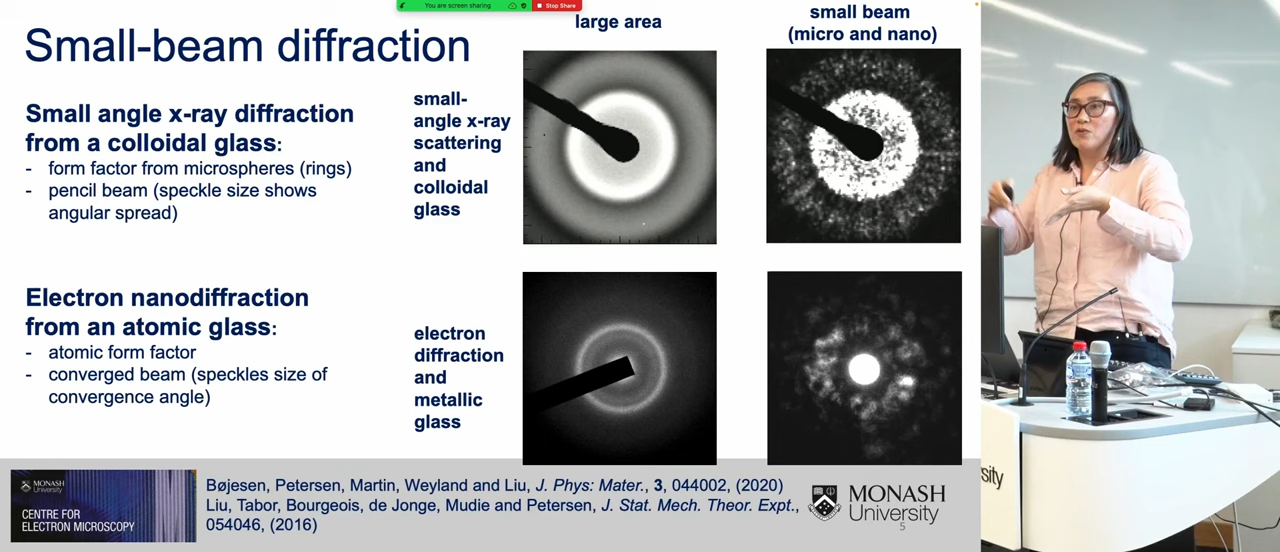 You are screen sharing
Stop Share
Small-beam diffraction
large area
small beam
(micro and nano)
Small angle x-ray diffraction
from a colloidal glass:
- form factor from microspheres (rings)
- pencil beam (speckle size shows
angular spread)
small-
angle x-ray
scattering
and
colloidal
glass
Electron nanodiffraction
from an atomic glass:
- atomic form factor
- converged beam (speckles size of
convergence angle)
electron
diffraction
and
metallic
glass
MONASH
University
CENTRE FOR
ELECTRON MICROSCOPY
Bøjesen, Petersen, Martin, Weyland and Liu, J. Phys: Mater., 3, 044002, (2020)
Liu, Tabor, Bourgeois, de Jonge, Mudie and Petersen, J. Stat. Mech. Theor. Expt.,
054046, (2016)
MONASH
University
5
sity